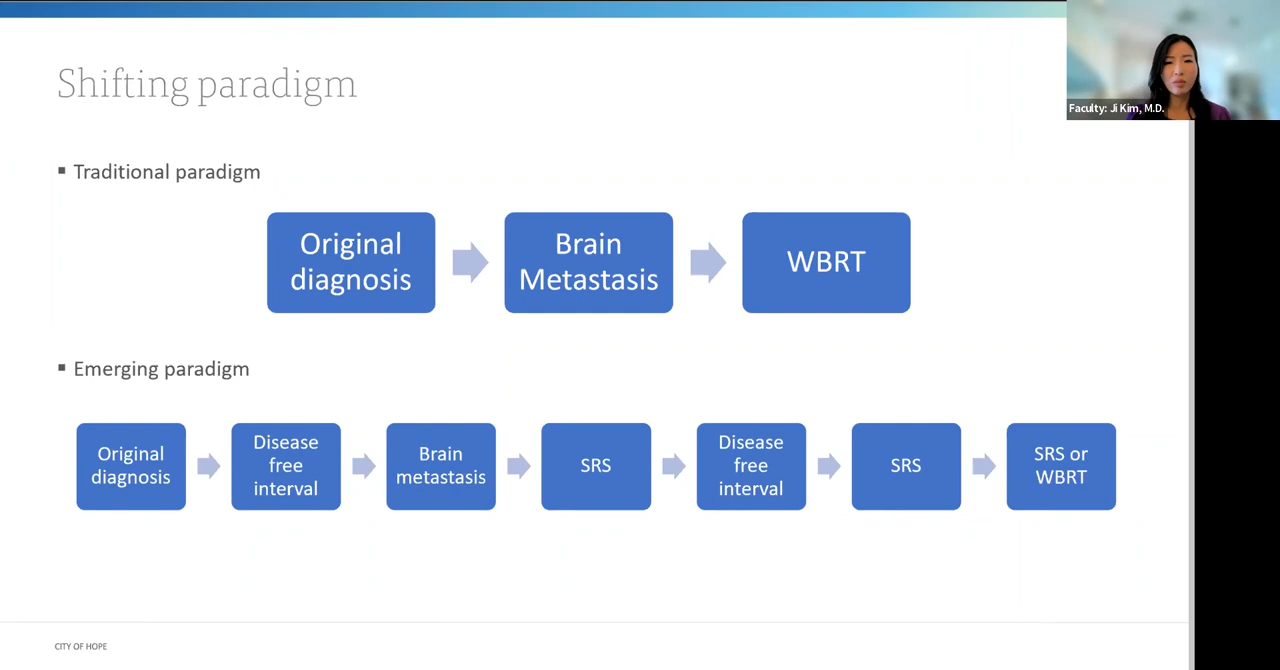 Shifting paradigm
Faculty: Ji Kim, M.D.
▪ Traditional paradigm
Original
diagnosis
Brain
Metastasis
WBRT
▪ Emerging paradigm
Original
diagnosis
Disease
free
interval
Brain
metastasis
SRS
Disease
free
interval
SRS
SRS or
WBRT
CITY OF HOPE